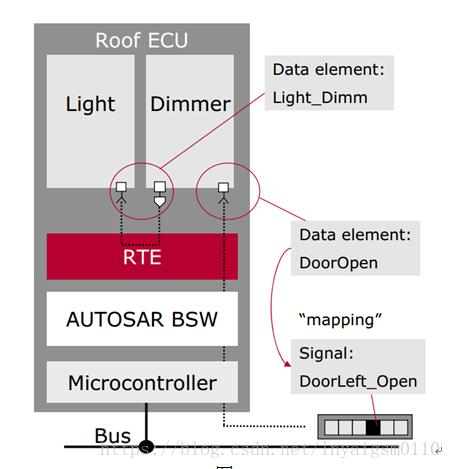 Roof ECU
Light
Dimmer
Data element:
Light_Dimm
Data element:
DoorOpen
RTE
AUTOSAR BSW
"mapping"
Signal:
DoorLeft_Open
Microcontroller
Bus
https://blog.csdn.net/lnyaigsm0110